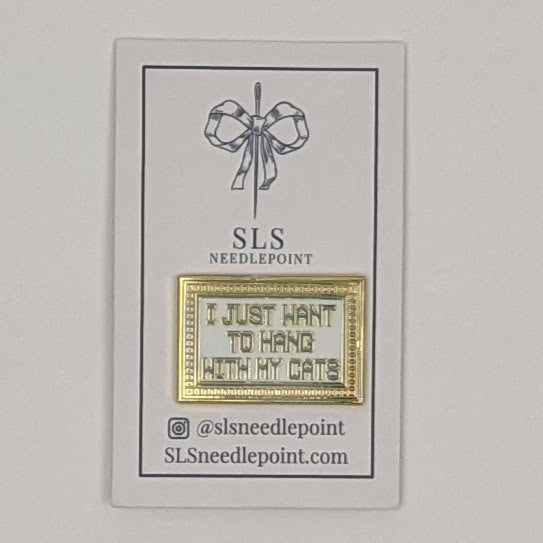 SLS
NEEDLEPOINT
I JUST WANT
TO HANG
WITH MY CATS
@slsneedlepoint
SLSneedlepoint.com